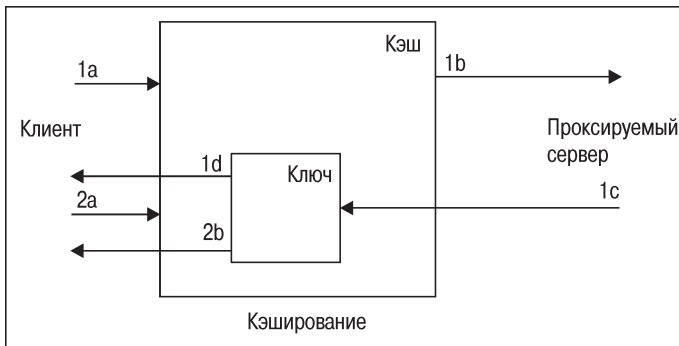 Кэш
1a
1b
Клиент
Проксируемый
сервер
1d
Ключ
2a
1c
2b
Кэширование